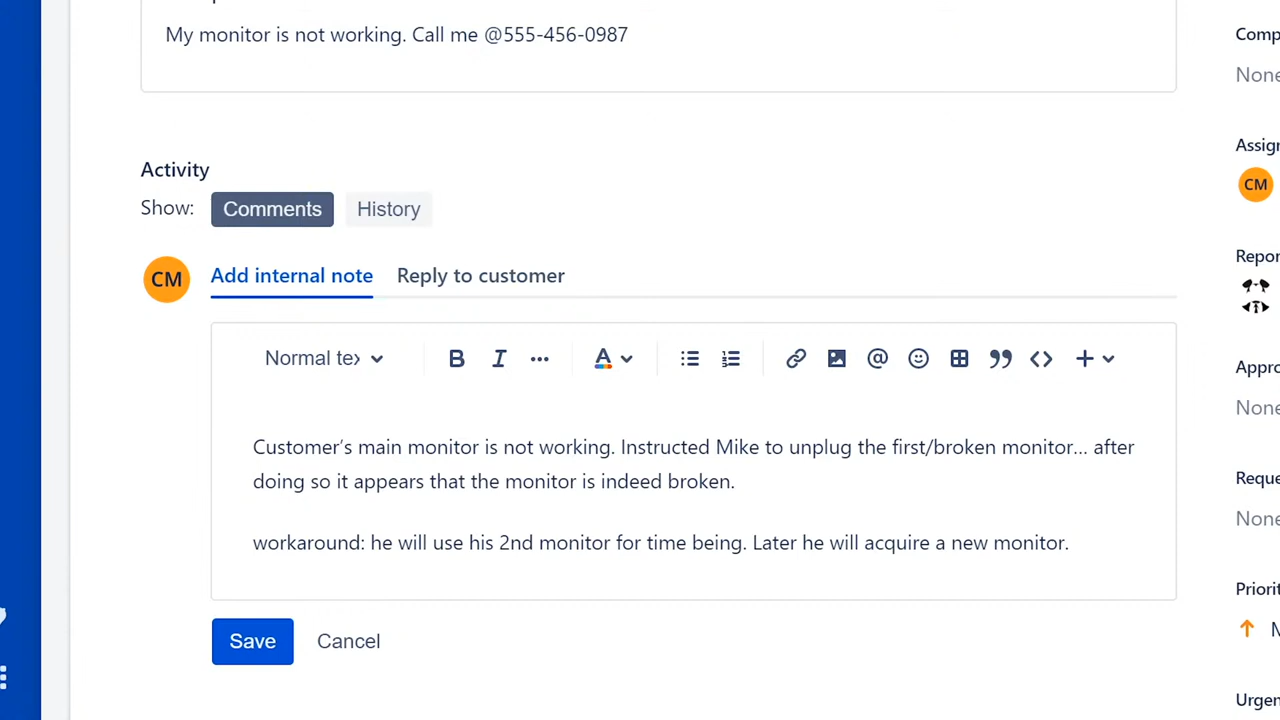 My monitor is not working. Call me @555-456-0987
Comp
None
Activity
Assign
Show: Comments History
CM
CM Add internal note Reply to customer
Repor
Normal tex
Appro
None
Customer's main monitor is not working. Instructed Mike to unplug the first/broken monitor... after
doing so it appears that the monitor is indeed broken.
Reque
None
workaround: he will use his 2nd monitor for time being. Later he will acquire a new monitor.
Priorit
Save Cancel
Urgen